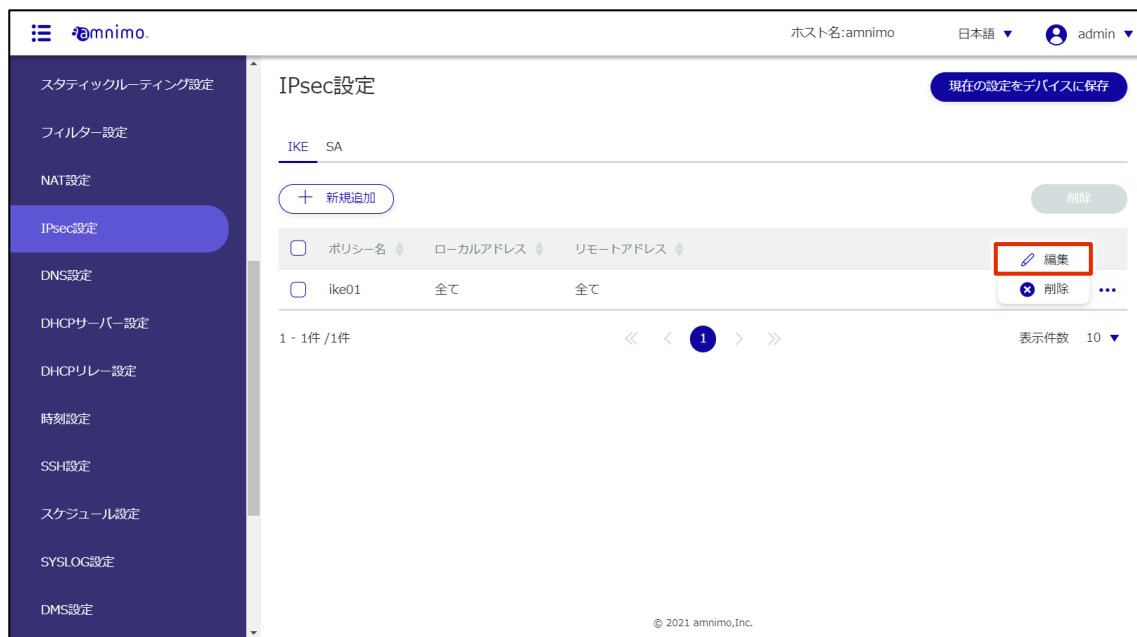 amnimo.
ホスト名:amnimo
日本語 ▼
admin ▼
スタティックルーティング設定
フィルター設定
NAT設定
IPsec設定
DNS設定
DHCPサーバー設定
DHCPリレー設定
時刻設定
SSH設定
スケジュール設定
SYSLOG設定
DMS設定
IPsec設定
現在の設定をデバイスに保存
IKE SA
+ 新規追加
削除
ポリシー名 ローカルアドレス リモートアドレス
編集
ike01 全て 全て
削除 •••
1 - 1件 /1件
≪ < 1 > ≫
表示件数 10 ▼
© 2021 amnimo,Inc.